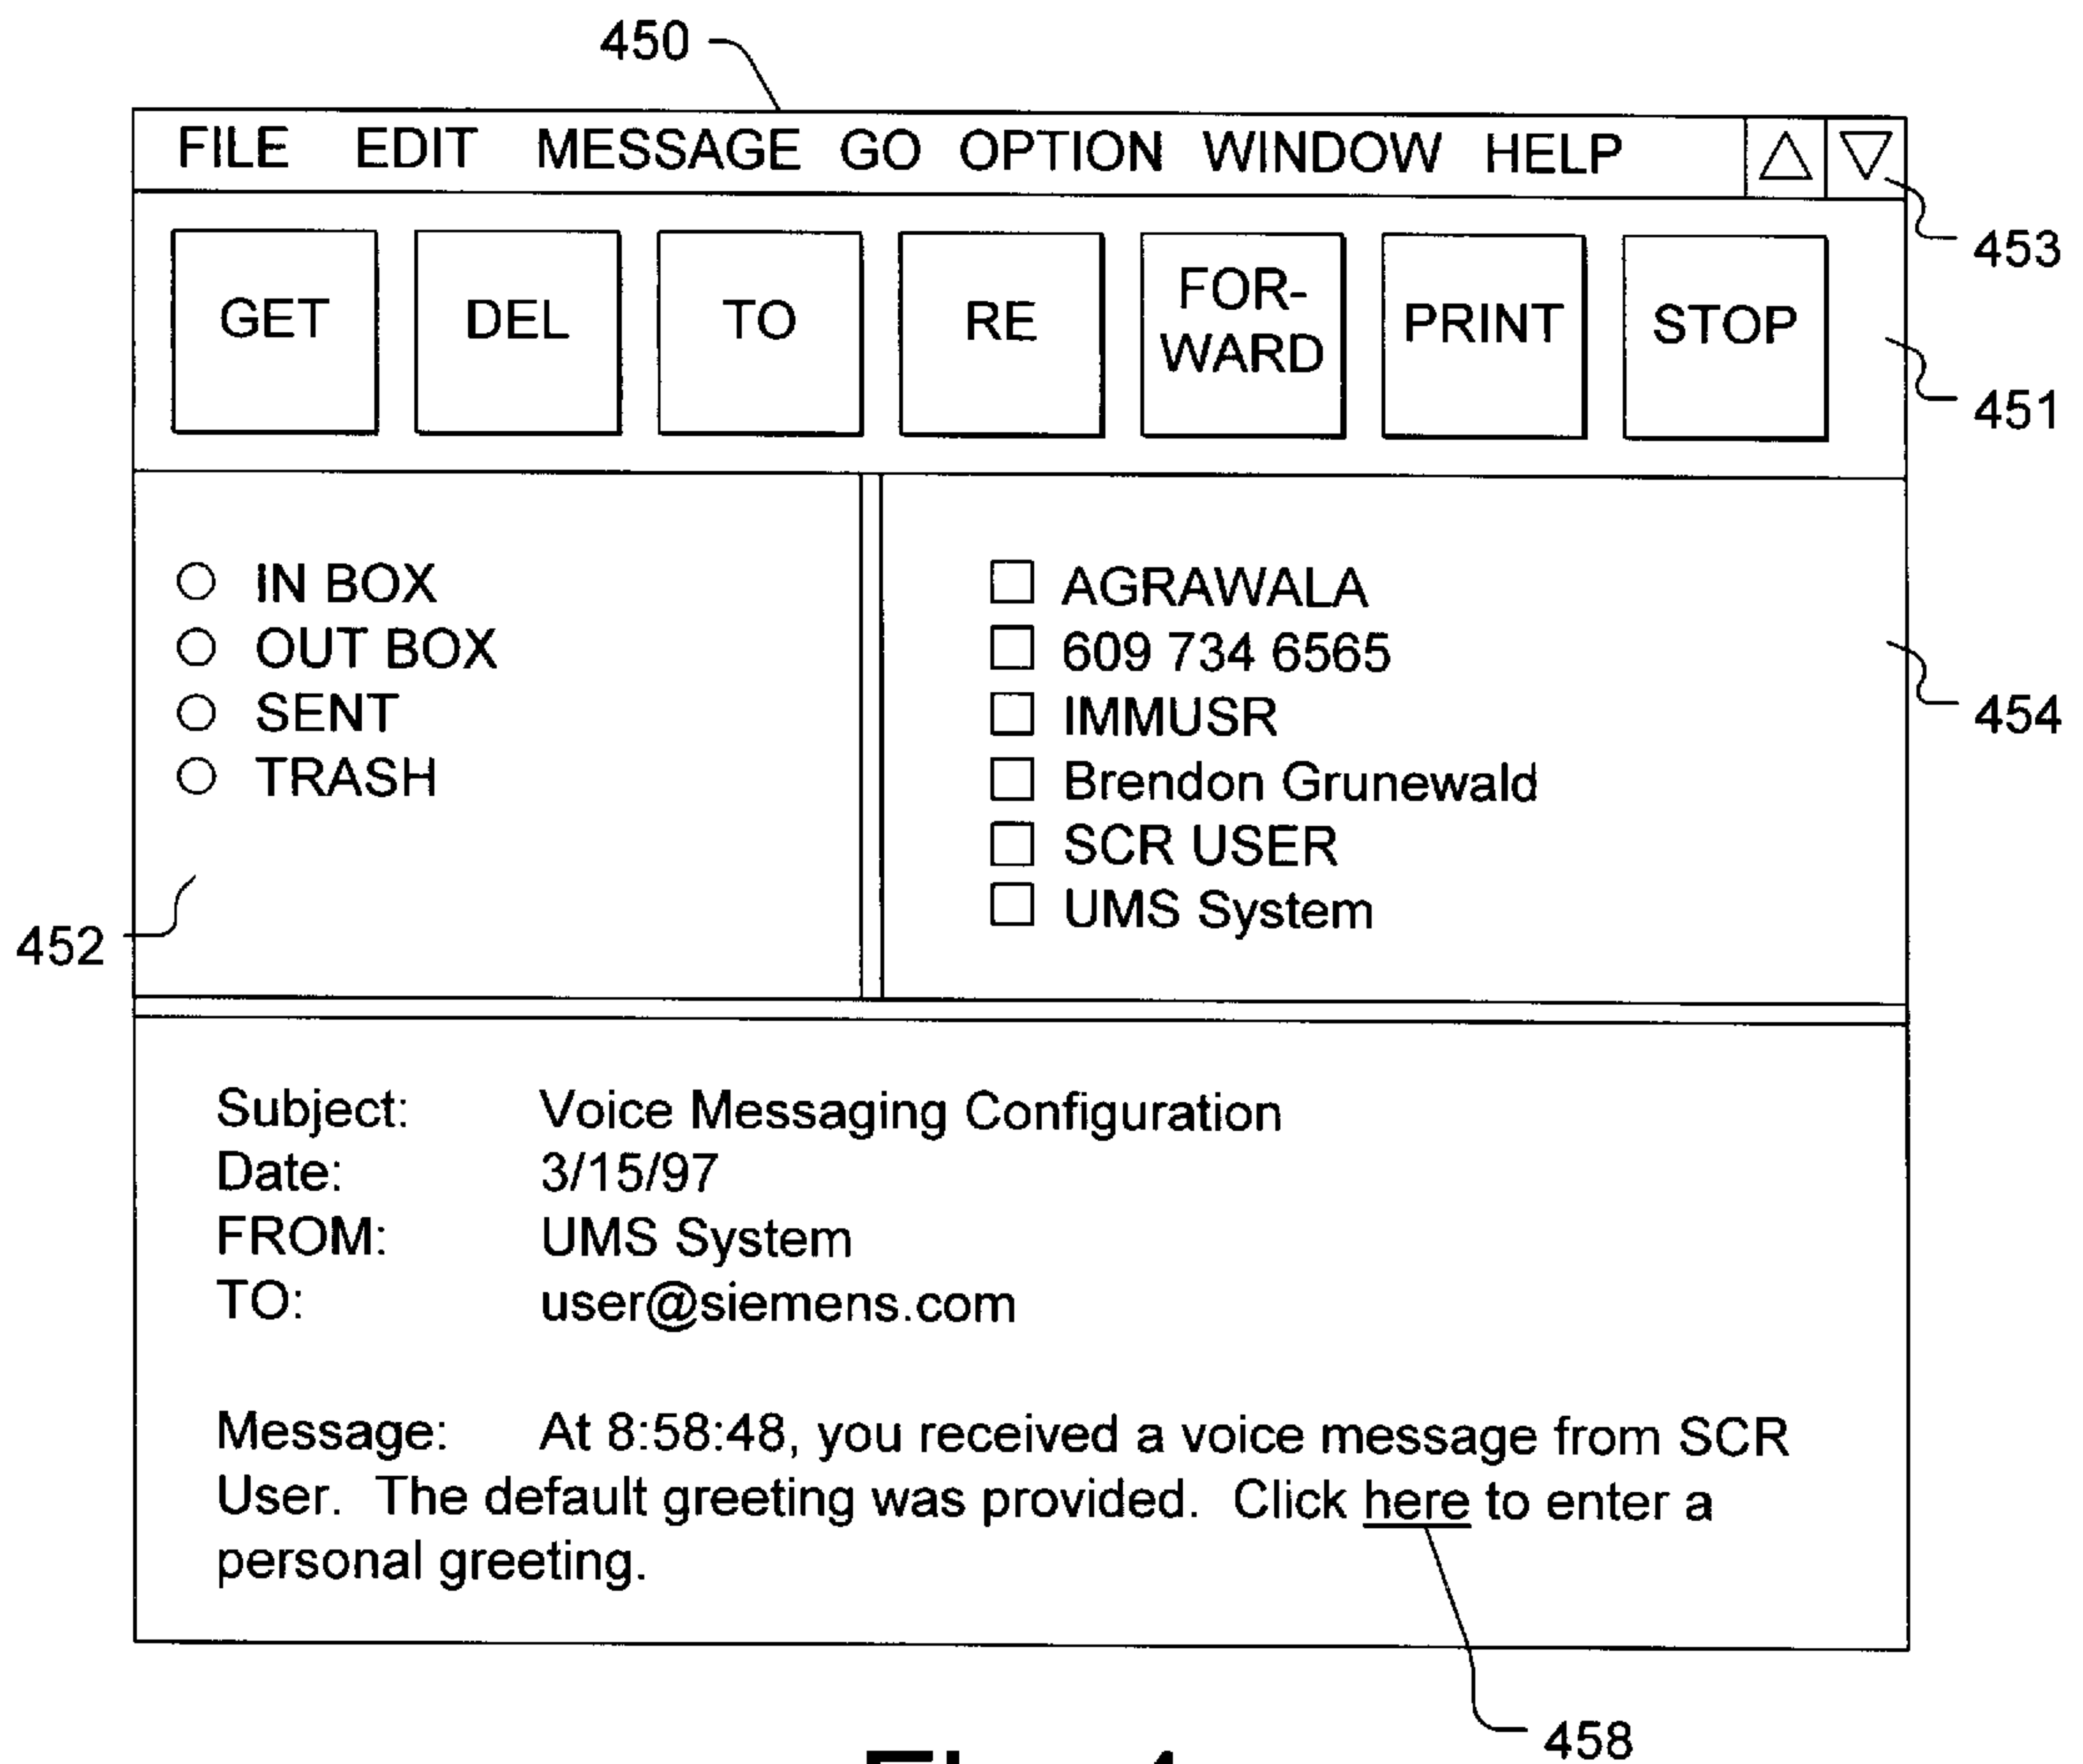 450
FILE EDIT MESSAGE GO OPTION WINDOW HELP
453
GET DEL TO RE FOR-
WARD PRINT STOP
451
IN BOX
OUT BOX
SENT
TRASH
452
AGRAWALA
609 734 6565
IMMUSR
Brendon Grunewald
SCR USER
UMS System
454
Subject: Voice Messaging Configuration
Date: 3/15/97
FROM: UMS System
TO: user@siemens.com
Message: At 8:58:48, you received a voice message from SCR
User. The default greeting was provided. Click here to enter a
personal greeting.
458